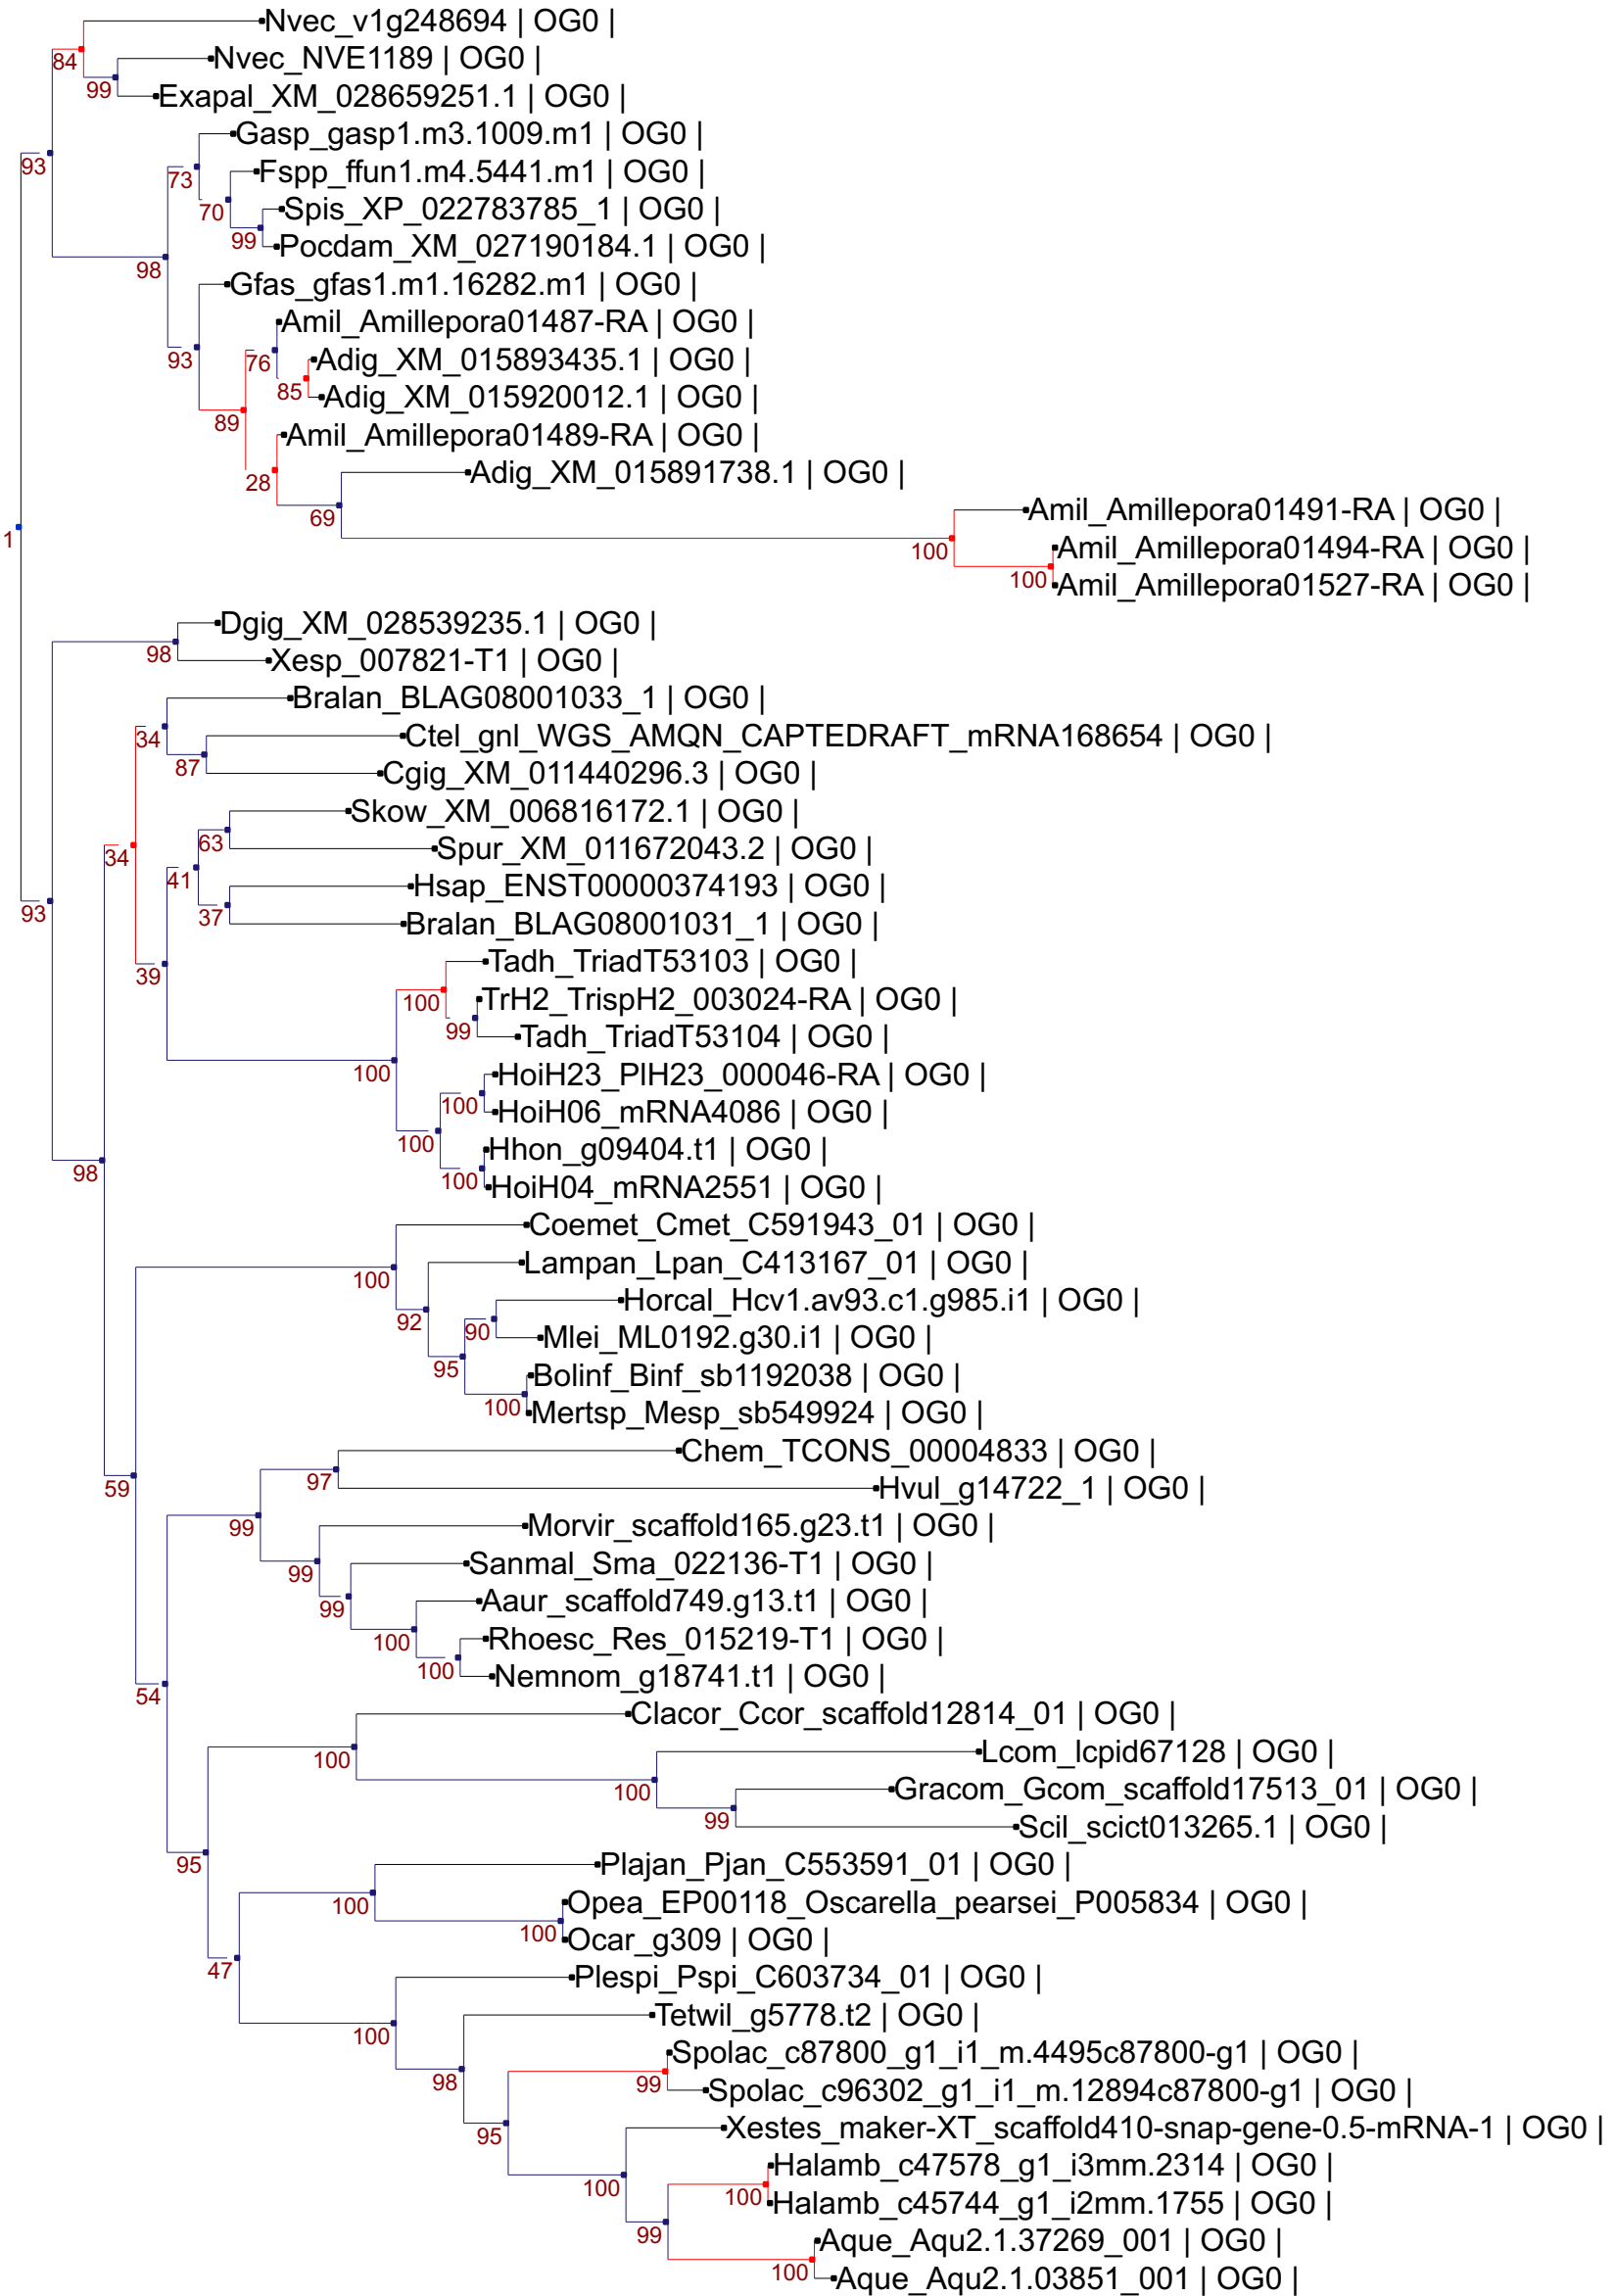 Nvec_v1g248694 | OG0 |
84
Nvec_NVE1189 | OG0 |
99
Exapal_XM_028659251.1 | OG0 |
Gasp_gasp1.m3.1009.m1 | OG0 |
93
73
Fspp_ffun1.m4.5441.m1 | OG0 |
70
Spis_XP_022783785_1 | OG0 |
99
Pocdam_XM_027190184.1 | OG0 |
98
Gfas_gfas1.m1.16282.m1 | OG0 |
Amil_Amillepora01487-RA | OG0 |
93
76
Adig_XM_015893435.1 | OG0 |
85
Adig_XM_015920012.1 | OG0 |
89
Amil_Amillepora01489-RA | OG0 |
28
Adig_XM_015891738.1 | OG0 |
69
Amil_Amillepora01491-RA | OG0 |
1
100
Amil_Amillepora01494-RA | OG0 |
100
Amil_Amillepora01527-RA | OG0 |
Dgig_XM_028539235.1 | OG0 |
98
Xesp_007821-T1 | OG0 |
Bralan_BLAG08001033_1 | OG0 |
34
Ctel_gnl_WGS_AMQN_CAPTEDRAFT_mRNA168654 | OG0 |
87
Cgig_XM_011440296.3 | OG0 |
Skow_XM_006816172.1 | OG0 |
63
Spur_XM_011672043.2 | OG0 |
34
41
Hsap_ENST00000374193 | OG0 |
93
37
Bralan_BLAG08001031_1 | OG0 |
Tadh_TriadT53103 | OG0 |
39
100
TrH2_TrispH2_003024-RA | OG0 |
99
Tadh_TriadT53104 | OG0 |
100
HoiH23_PlH23_000046-RA | OG0 |
100
HoiH06_mRNA4086 | OG0 |
100
Hhon_g09404.t1 | OG0 |
98
100
HoiH04_mRNA2551 | OG0 |
Coemet_Cmet_C591943_01 | OG0 |
100
Lampan_Lpan_C413167_01 | OG0 |
Horcal_Hcv1.av93.c1.g985.i1 | OG0 |
92
90
Mlei_ML0192.g30.i1 | OG0 |
95
Bolinf_Binf_sb1192038 | OG0 |
100
Mertsp_Mesp_sb549924 | OG0 |
Chem_TCONS_00004833 | OG0 |
59
97
Hvul_g14722_1 | OG0 |
99
Morvir_scaffold165.g23.t1 | OG0 |
99
Sanmal_Sma_022136-T1 | OG0 |
99
Aaur_scaffold749.g13.t1 | OG0 |
100
Rhoesc_Res_015219-T1 | OG0 |
100
Nemnom_g18741.t1 | OG0 |
54
Clacor_Ccor_scaffold12814_01 | OG0 |
100
Lcom_lcpid67128 | OG0 |
100
Gracom_Gcom_scaffold17513_01 | OG0 |
99
Scil_scict013265.1 | OG0 |
95
Plajan_Pjan_C553591_01 | OG0 |
100
Opea_EP00118_Oscarella_pearsei_P005834 | OG0 |
100
Ocar_g309 | OG0 |
47
Plespi_Pspi_C603734_01 | OG0 |
100
Tetwil_g5778.t2 | OG0 |
Spolac_c87800_g1_i1_m.4495c87800-g1 | OG0 |
98
99
Spolac_c96302_g1_i1_m.12894c87800-g1 | OG0 |
95
Xestes_maker-XT_scaffold410-snap-gene-0.5-mRNA-1 | OG0 |
Halamb_c47578_g1_i3mm.2314 | OG0 |
100
100
Halamb_c45744_g1_i2mm.1755 | OG0 |
99
Aque_Aqu2.1.37269_001 | OG0 |
100
Aque_Aqu2.1.03851_001 | OG0 |